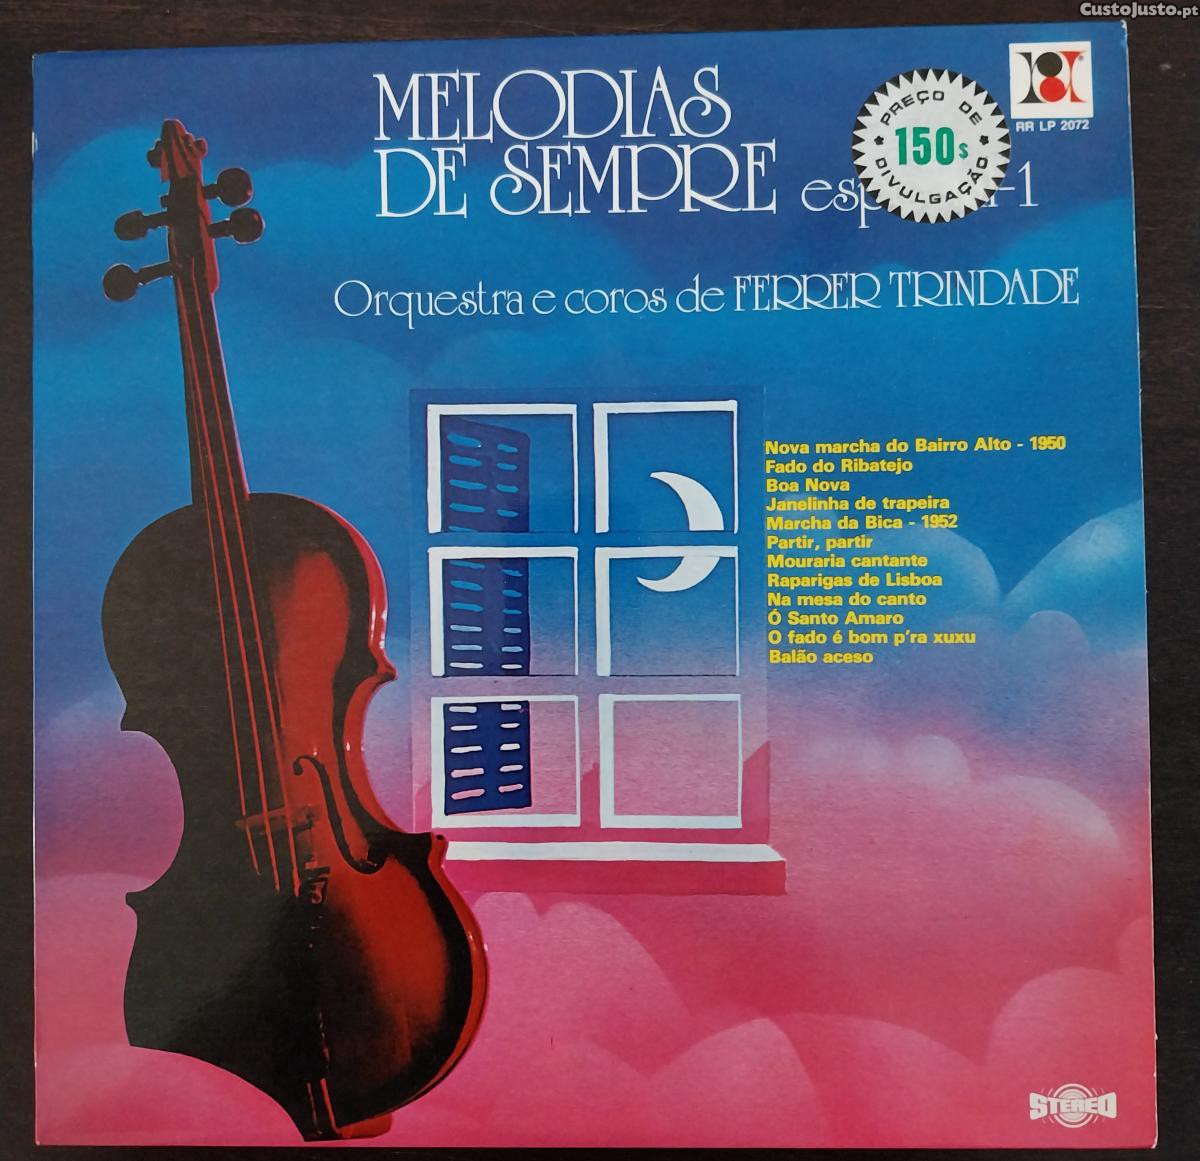 CustoJusto.pt
MELODIAS
DE SEMPRE
Orquestra e coros de FERRER TRINDADE
PREÇO DE
150$
DIVULGAÇÃO
RR LP 2072
Nova marcha do Bairro Alto - 1950
Fado do Ribatejo
Boa Nova
Janelinha de trapeira
Marcha da Bica - 1952
Partir, partir
Mouraria cantante
Raparigas de Lisboa
Na mesa do canto
Ó Santo Amaro
O fado é bom p'ra xuxu
Balão aceso
STEREO